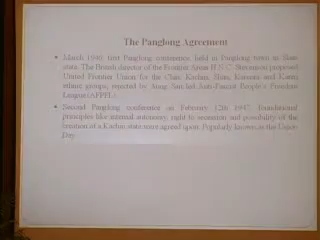 The Panglong Agreement
• March 1946 first Panglong conference held in Panglong town in Shan
state. The British director of the Frontier Areas H.N.C. Stevenson proposed
United Frontier Union for the Chin, Kachin, Shan, Karenni and Karen
ethnic groups, rejected by Aung San-led Anti-Fascist People's Freedom
League (AFPFL).
• Second Panglong conference on February 12th 1947. Foundational
principles like internal autonomy, right to secession and possibility of the
creation of a Kachin state were agreed upon. Popularly known as the Union
Day.